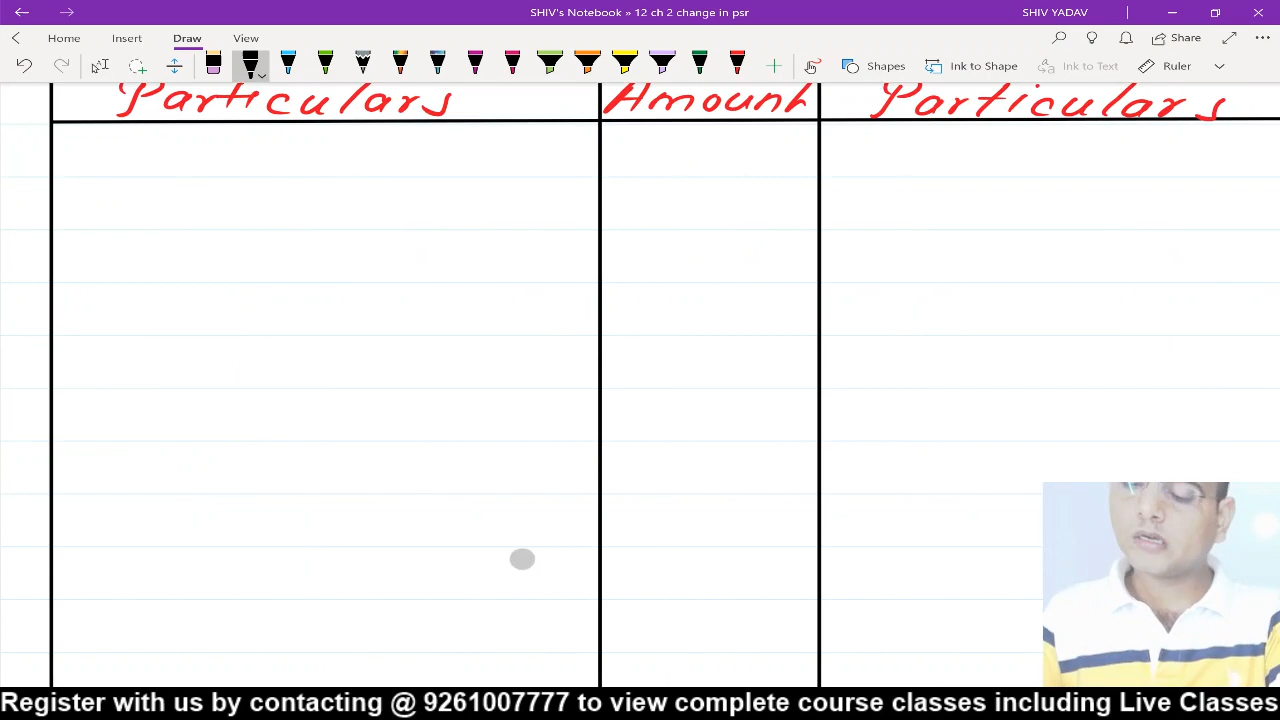 SHIV's Notebook » 12 ch 2 change in psr
SHIV YADAV
Home Insert Draw View
Share
Shapes Ink to Shape Ink to Text Ruler
Particulars Amount Particulars
Register with us by contacting @ 9261007777 to view complete course classes including Live Classes